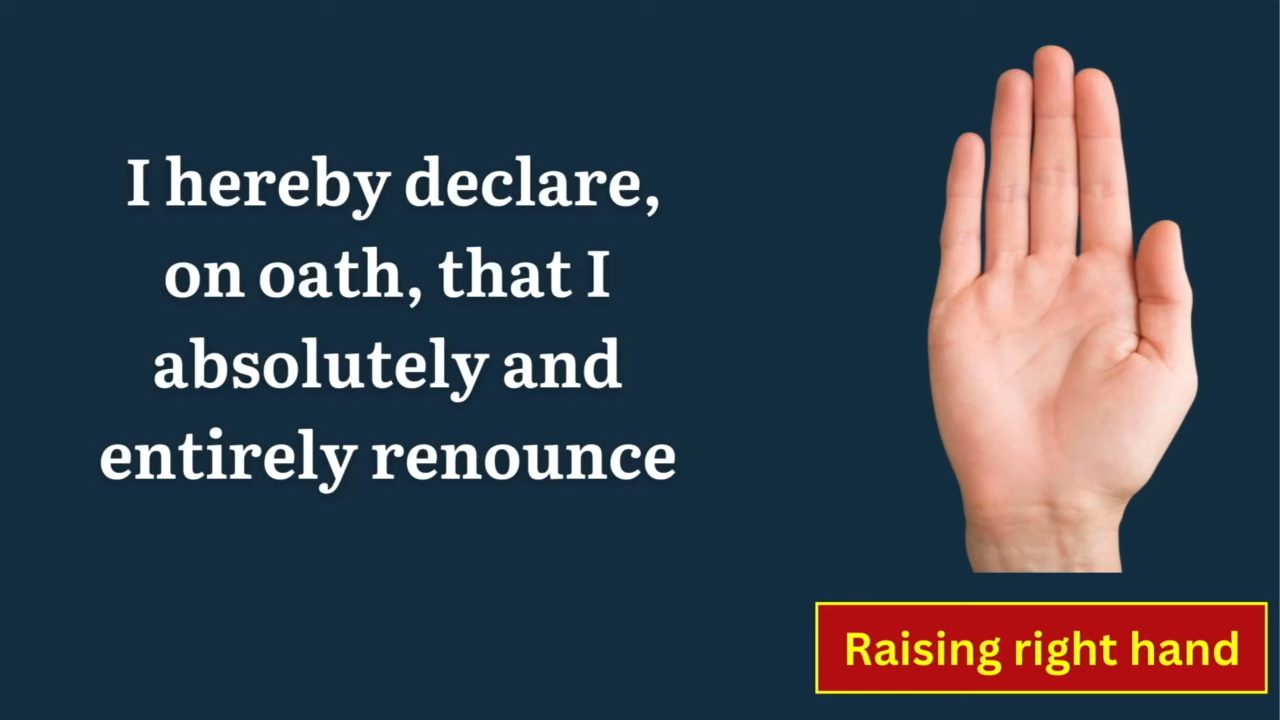 I hereby declare,
on oath, that I
absolutely and
entirely renounce
Raising right hand